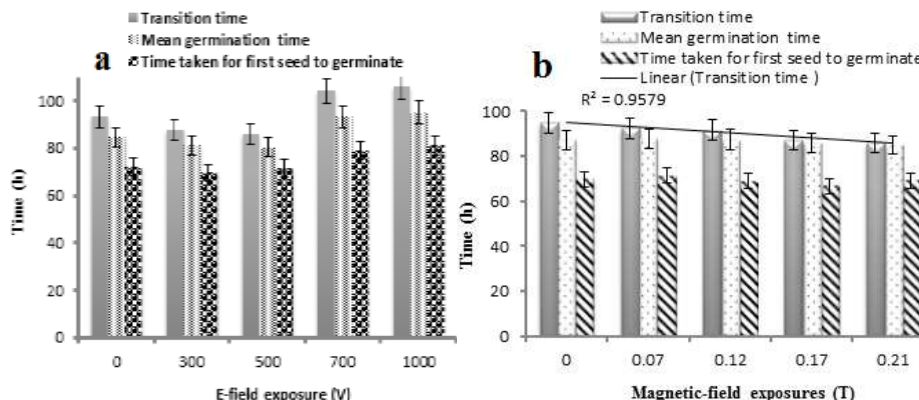 Transition time
Mean germination time
Time taken for first seed to germinate
a
100
80
60
40
20
0
Time (h)
0 300 500 700 1000
E-field exposure (V)
Transition time
Mean germination time
Time taken for first seed to germinate
Linear (Transition time )
b
R² = 0.9579
100
80
60
40
20
0
Time (h)
0 0.07 0.12 0.17 0.21
Magnetic-field exposures (T)